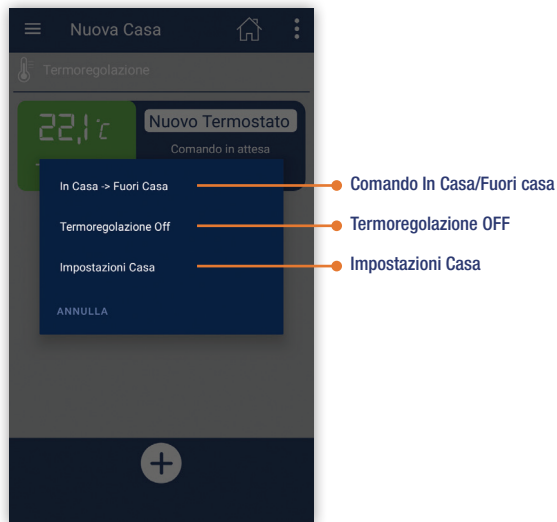 Nuova Casa
Termoregolazione
22,1 °c
Nuovo Termostato
Comando in attesa
In Casa -> Fuori Casa
Comando In Casa/Fuori casa
Termoregolazione Off
Termoregolazione OFF
Impostazioni Casa
Impostazioni Casa
ANNULLA